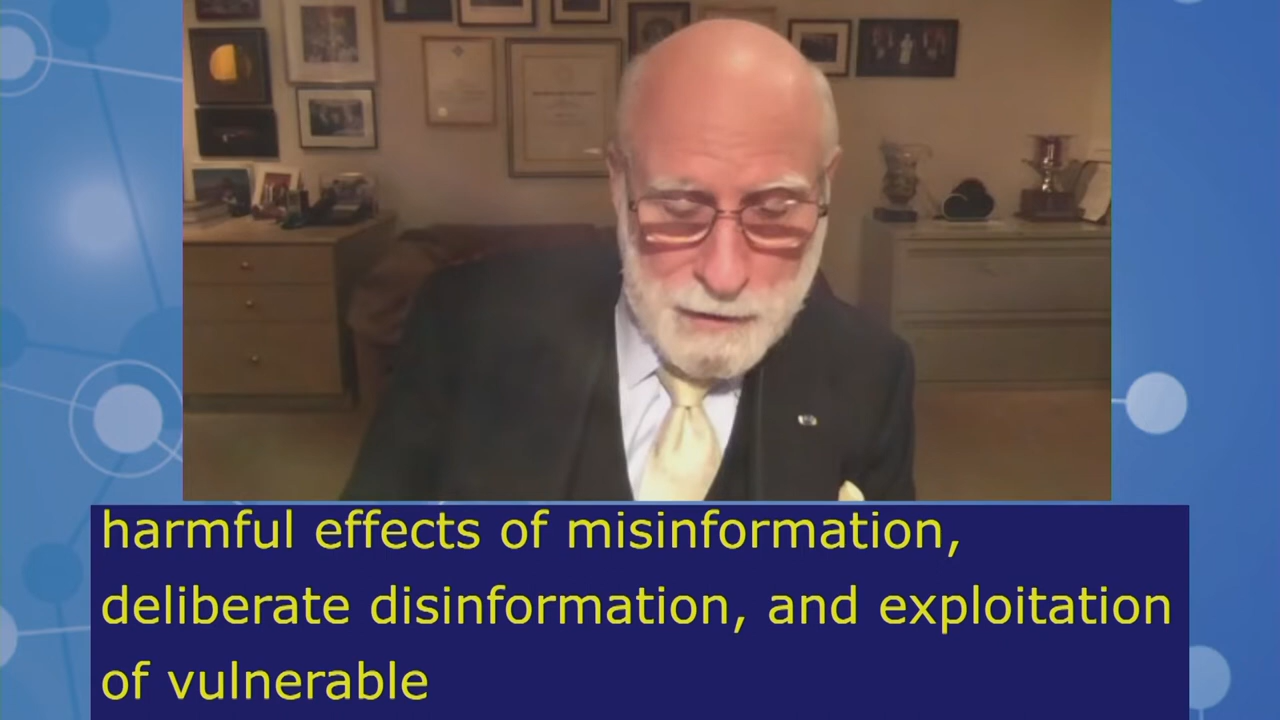 harmful effects of misinformation,
deliberate disinformation, and exploitation
of vulnerable